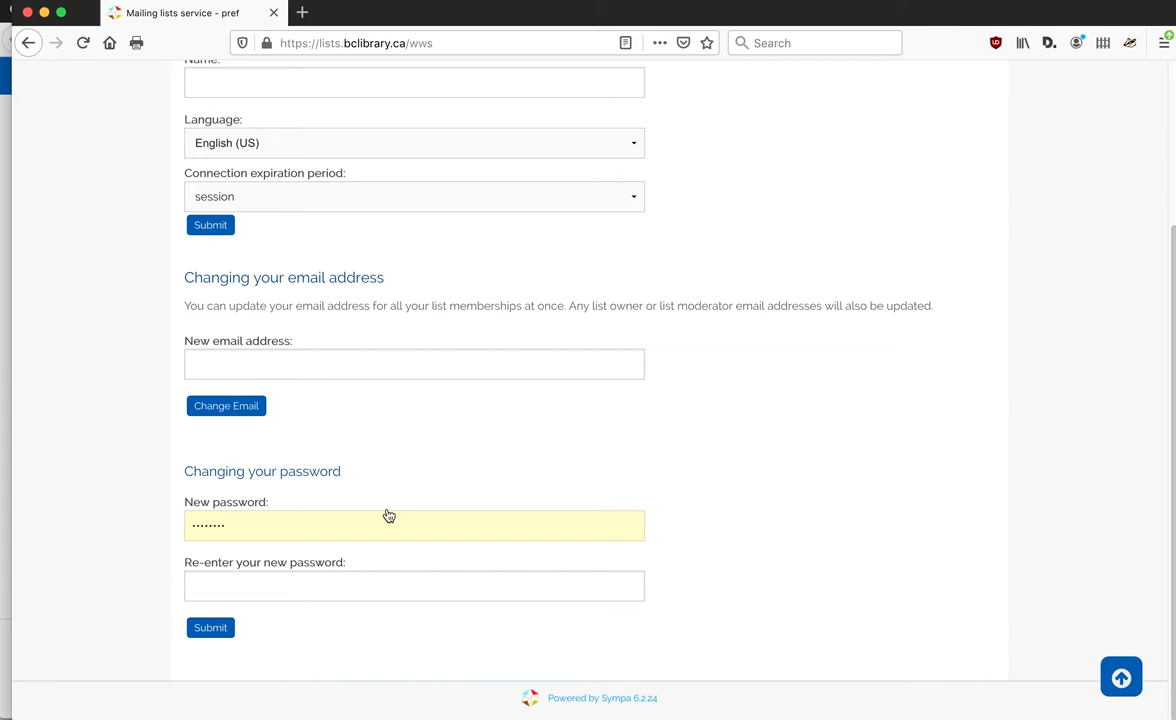 Mailing lists service - pref
https://lists.bclibrary.ca/wws
Search
Name:
Language:
English (US)
Connection expiration period:
session
Submit
Changing your email address
You can update your email address for all your list memberships at once. Any list owner or list moderator email addresses will also be updated.
New email address:
Change Email
Changing your password
New password:
••••••••
Re-enter your new password:
Submit
Powered by Sympa 6.2.24